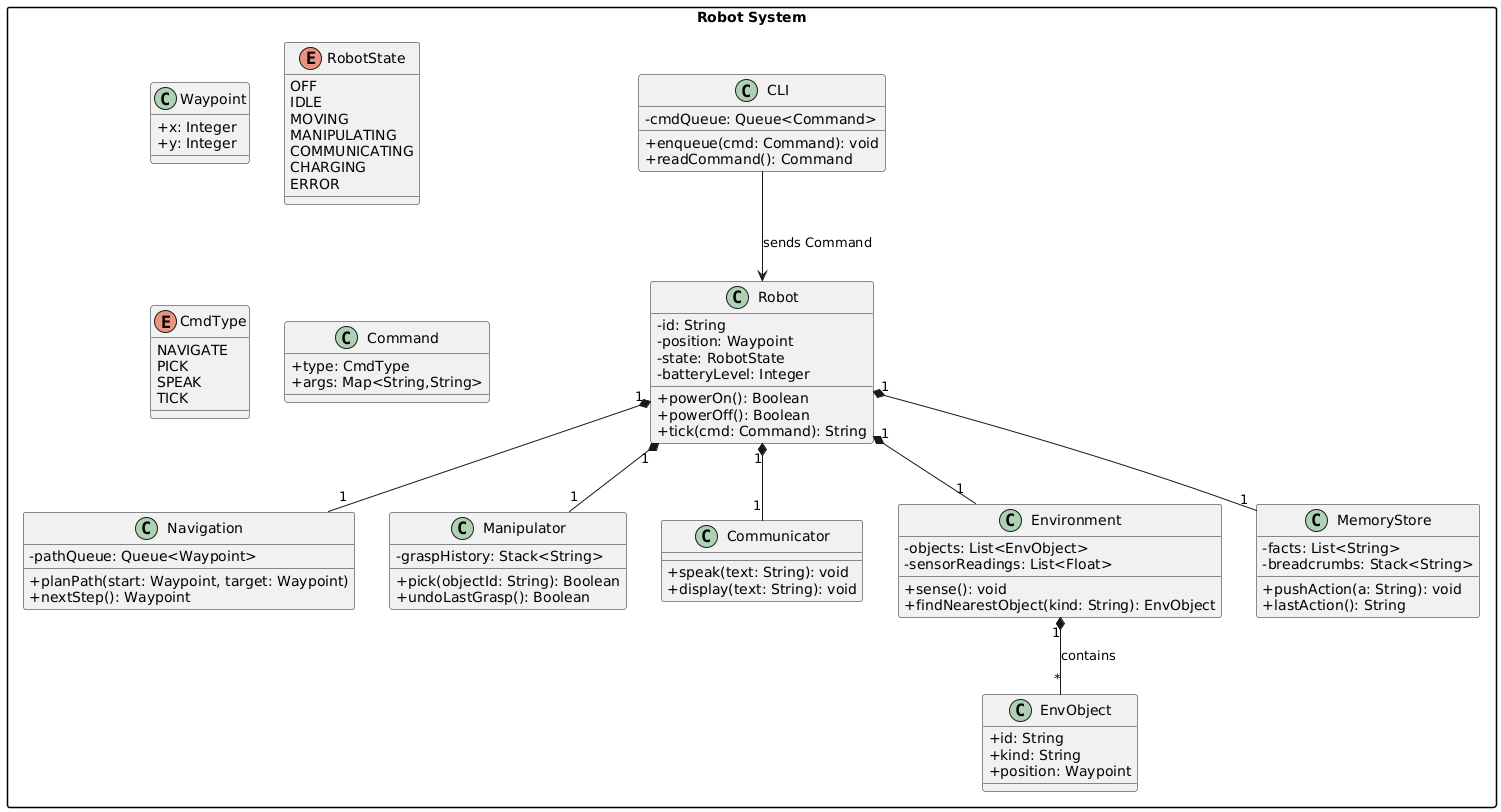 Robot System
C Waypoint
+x: Integer
+y: Integer
E RobotState
OFF
IDLE
MOVING
MANIPULATING
COMMUNICATING
CHARGING
ERROR
C CLI
-cmdQueue: Queue<Command>
+enqueue(cmd: Command): void
+readCommand(): Command
sends Command
E CmdType
NAVIGATE
PICK
SPEAK
TICK
C Command
+type: CmdType
+args: Map<String,String>
C Robot
-id: String
-position: Waypoint
-state: RobotState
-batteryLevel: Integer
+powerOn(): Boolean
+powerOff(): Boolean
+tick(cmd: Command): String
1
1
1
1
1
1
1
1
1
1
C Navigation
-pathQueue: Queue<Waypoint>
+planPath(start: Waypoint, target: Waypoint)
+nextStep(): Waypoint
C Manipulator
-graspHistory: Stack<String>
+pick(objectId: String): Boolean
+undoLastGrasp(): Boolean
C Communicator
+speak(text: String): void
+display(text: String): void
C Environment
-objects: List<EnvObject>
-sensorReadings: List<Float>
+sense(): void
+findNearestObject(kind: String): EnvObject
C MemoryStore
-facts: List<String>
-breadcrumbs: Stack<String>
+pushAction(a: String): void
+lastAction(): String
1
contains
*
C EnvObject
+id: String
+kind: String
+position: Waypoint